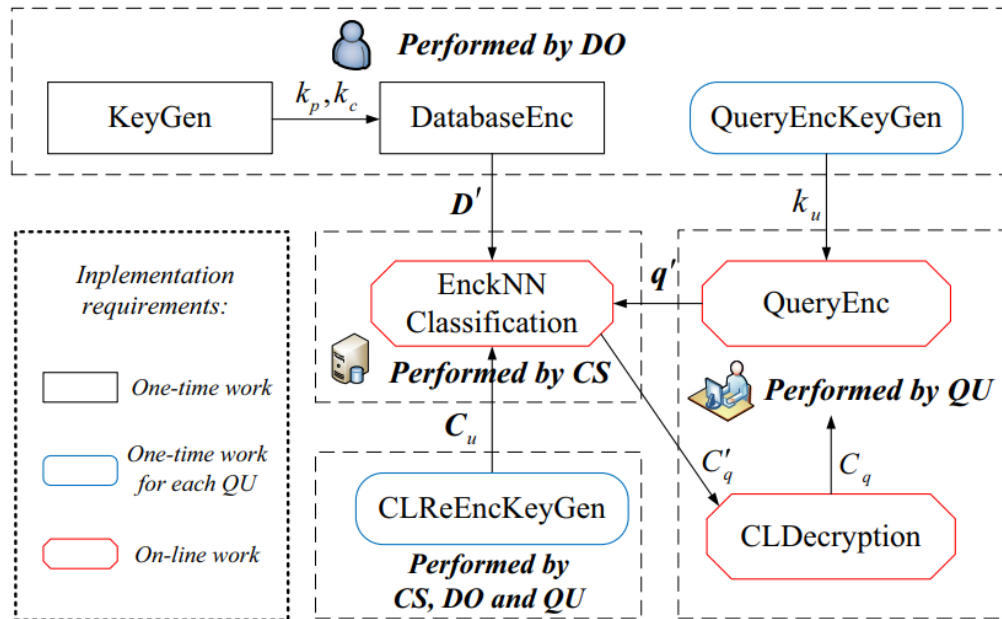 Performed by DO
KeyGen
k_p, k_c
DatabaseEnc
QueryEncKeyGen
D'
k_u
Inplementation
requirements:
One-time work
One-time work
for each QU
On-line work
EnckNN
Classification
Performed by CS
q'
QueryEnc
Performed by QU
C_u
C'_q
C_q
CLReEncKeyGen
Performed by
CS, DO and QU
CLDecryption